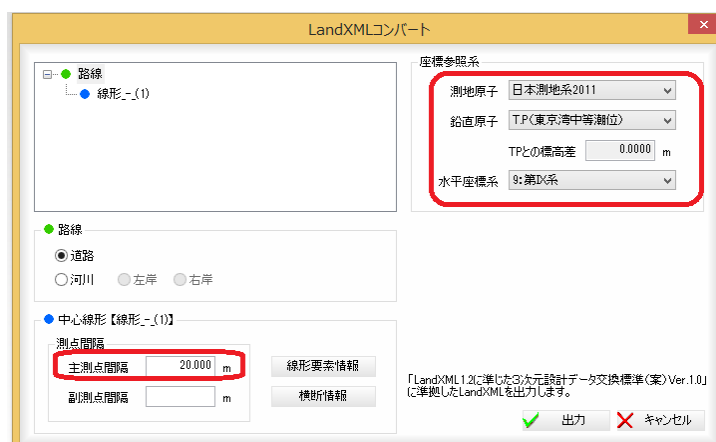 LandXMLコンバート
路線
線形_-_(1)
座標参照系
測地原子 日本測地系2011
鉛直原子 T.P(東京湾中等潮位)
TPとの標高差 0.0000 m
水平座標系 9:第IX系
路線
道路
河川 左岸 右岸
中心線形【線形_-_(1)】
測点間隔
主測点間隔 20.000 m 線形要素情報
副測点間隔 m 横断情報
「LandXML1.2に準じた3次元設計データ交換標準(案)Ver.1.0」
に準拠したLandXMLを出力します。
出力 キャンセル